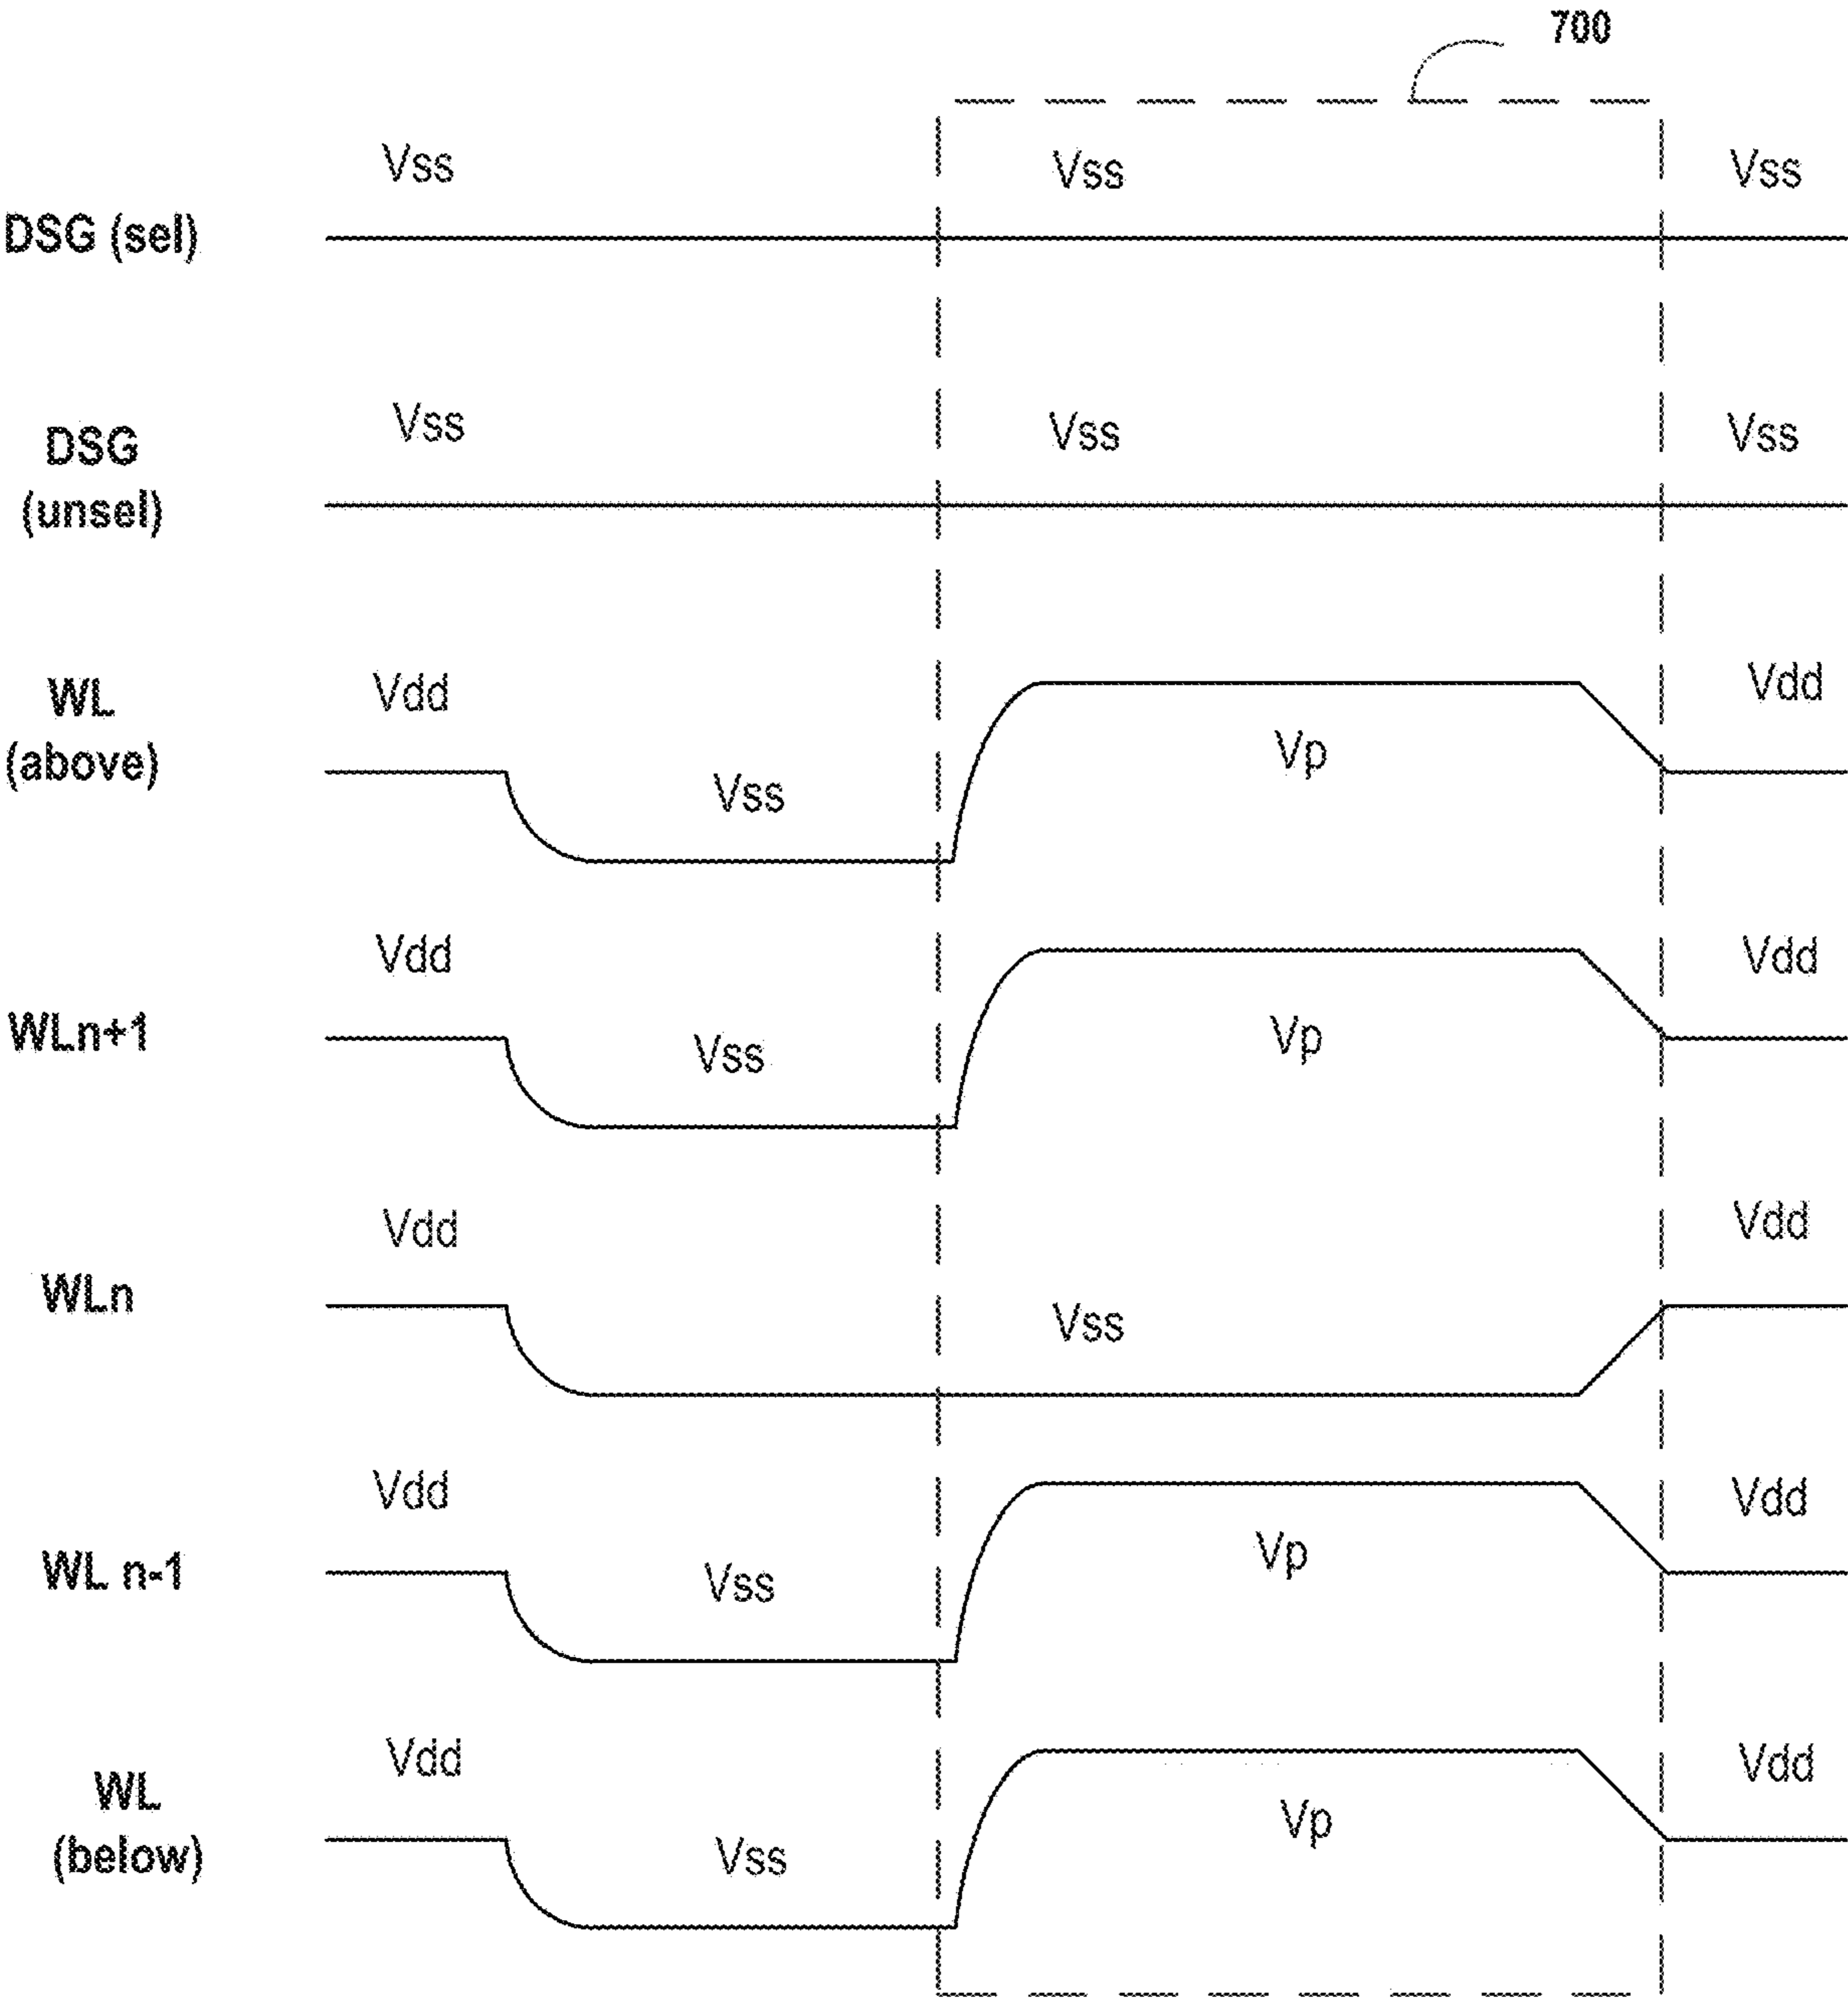 700
Vss Vss Vss
DSG (sel)
Vss Vss Vss
DSG
(unsel)
Vdd Vdd
WL
(above)
Vp
Vss
Vdd Vdd
WLn+1
Vss Vp
Vdd Vdd
WLn
Vss
Vdd Vdd
WL n-1
Vss Vp
Vdd Vdd
WL
(below)
Vss Vp